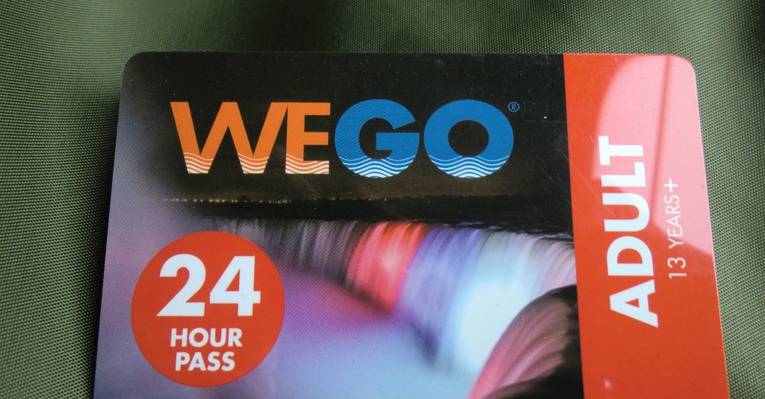 WEGO®
24
HOUR
PASS
ADULT
13 YEARS+